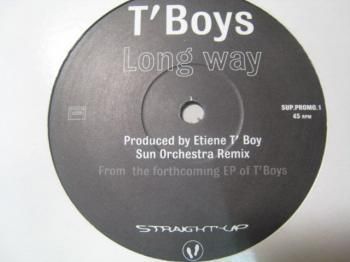 T' Boys
Long way
SUP.PROMO.1
45 RPM
Produced by Etiene T' Boy
Sun Orchestra Remix
From the forthcoming EP of T'Boys
STRAIGHT-UP